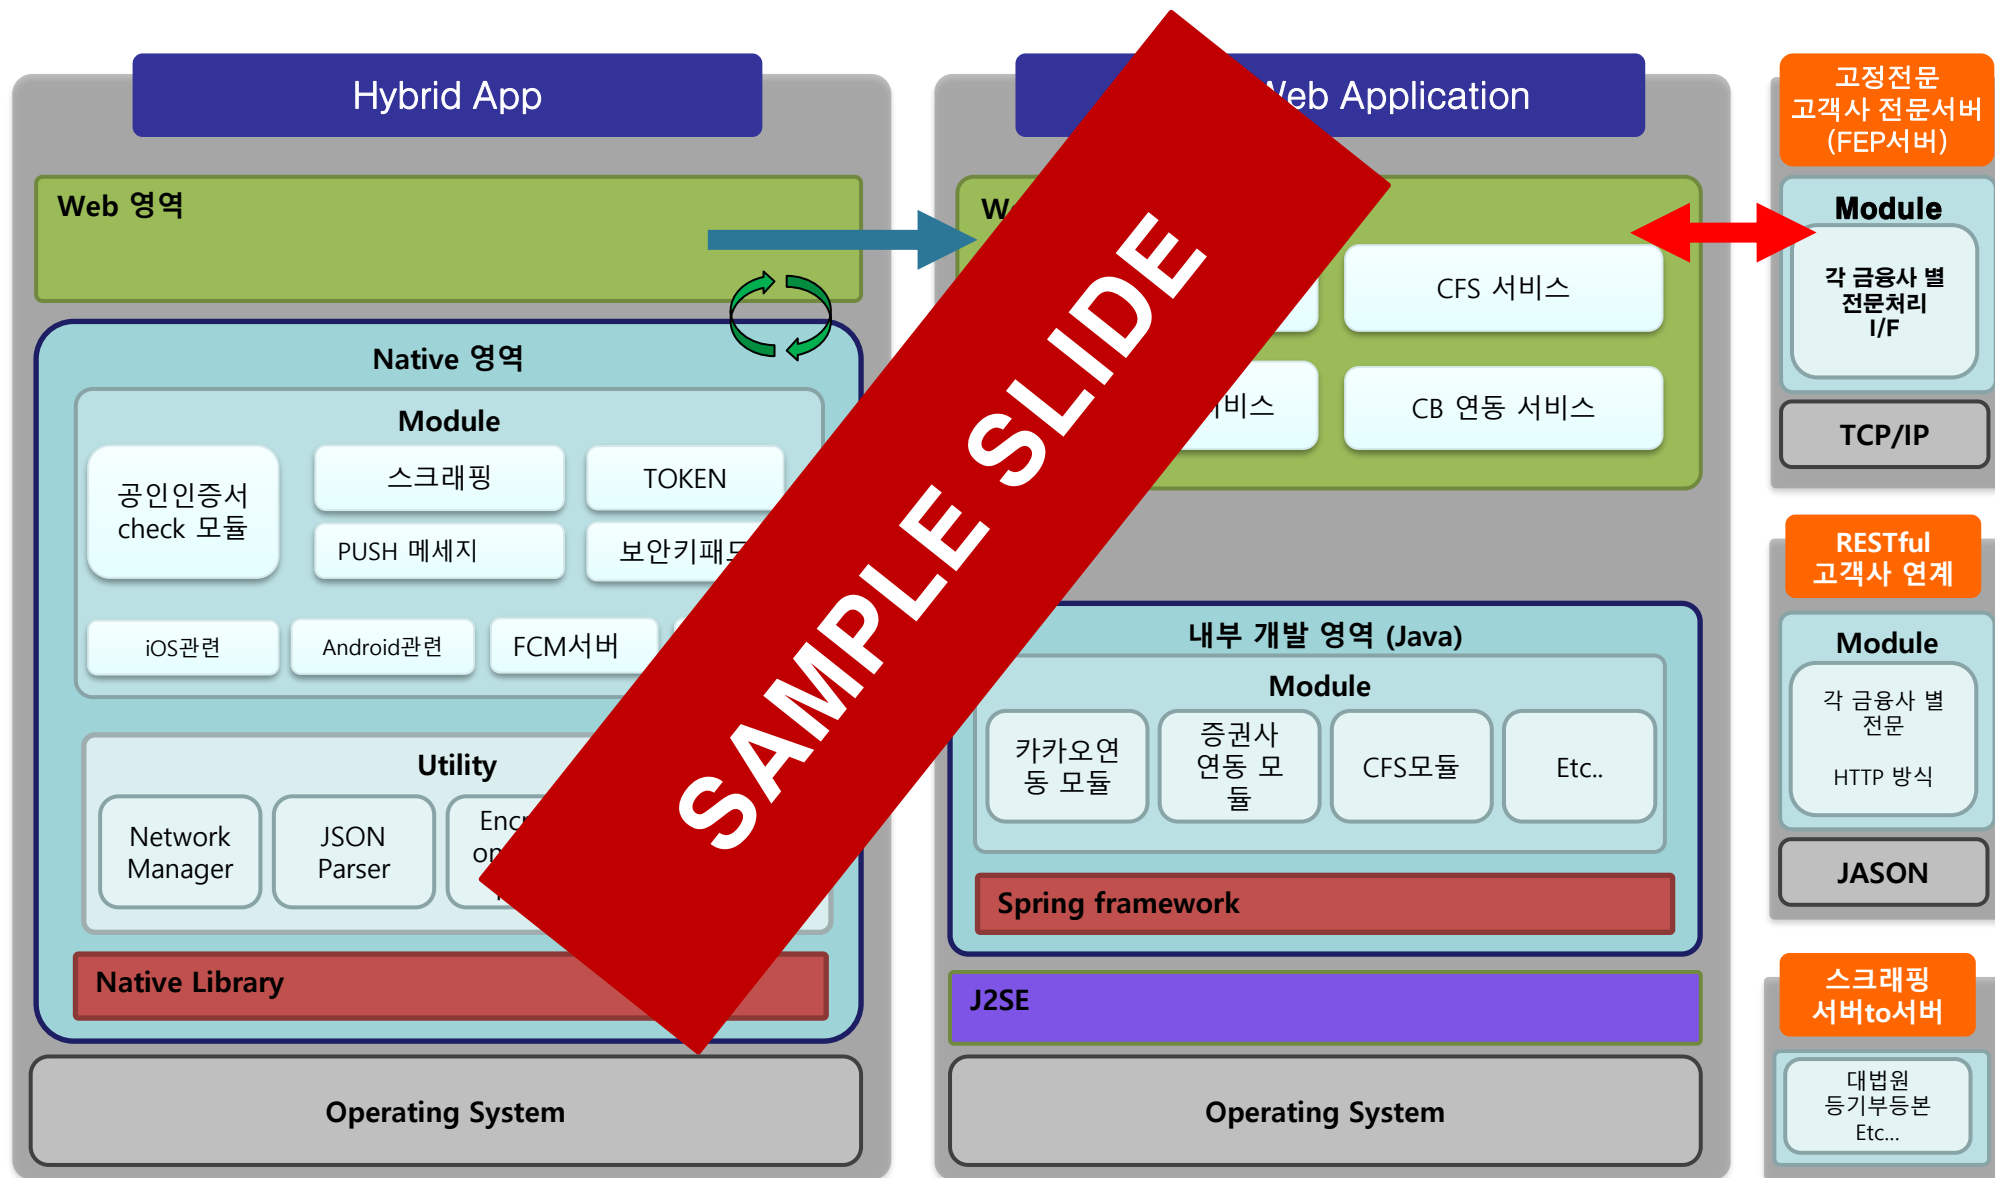 Hybrid App
Web 영역
Native 영역
Module
공인인증서
check 모듈
스크래핑
TOKEN
PUSH 메세지
보안키패드
iOS관련
Android관련
FCM서버
Utility
Network
Manager
JSON
Parser
Native Library
Operating System
Web Application
CFS 서비스
CB 연동 서비스
내부 개발 영역 (Java)
Module
카카오연
동 모듈
증권사
연동 모
듈
CFS모듈
Etc..
Spring framework
J2SE
Operating System
고정전문
고객사 전문서버
(FEP서버)
Module
각 금융사 별
전문처리
I/F
TCP/IP
RESTful
고객사 연계
Module
각 금융사 별
전문
HTTP 방식
JASON
스크래핑
서버to서버
대법원
등기부등본
Etc...
SAMPLE SLIDE